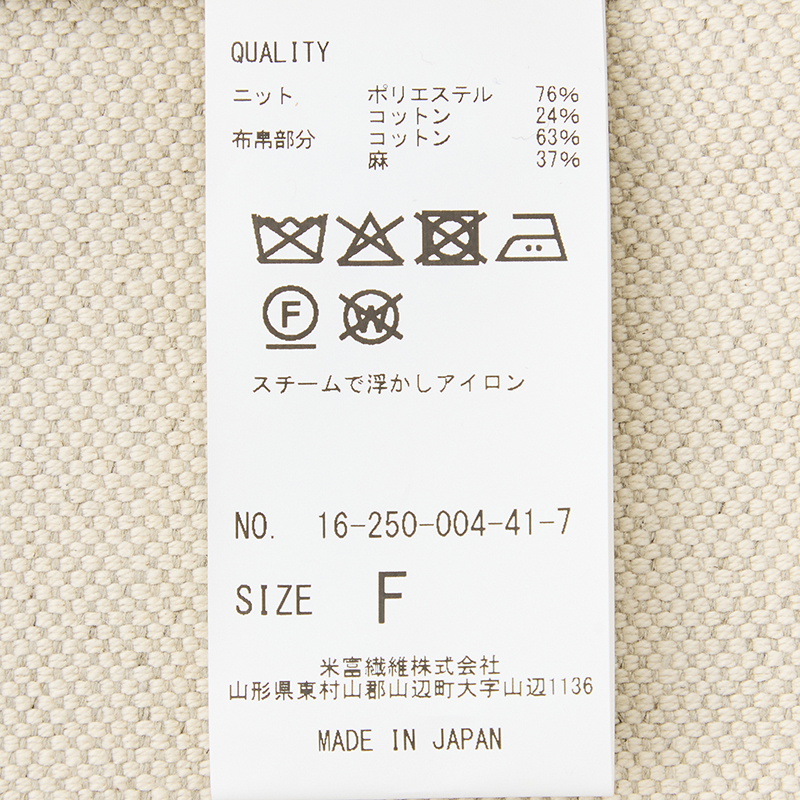 QUALITY
ニット ポリエステル 76%
コットン 24%
布帛部分 コットン 63%
麻 37%
F W
スチームで浮かしアイロン
NO. 16-250-004-41-7
SIZE F
米富繊維株式会社
山形県東村山郡山辺町大字山辺1136
MADE IN JAPAN